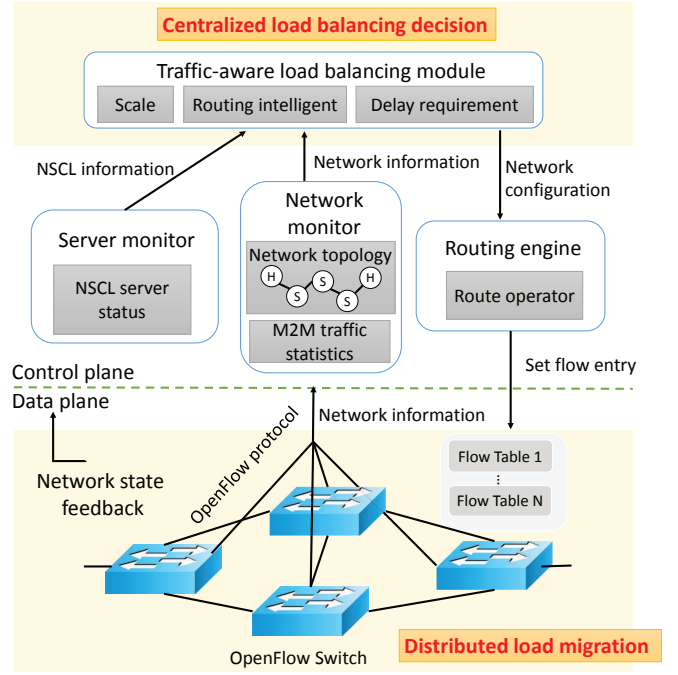 Centralized load balancing decision
Traffic-aware load balancing module
Scale
Routing intelligent
Delay requirement
NSCL information
Network information
Network
configuration
Server monitor
NSCL server
status
Network
monitor
Network topology
H
S
S
S
H
M2M traffic
statistics
Routing engine
Route operator
Control plane
Set flow entry
Data plane
Network information
OpenFlow protocol
Network state
feedback
Flow Table 1
⋮
Flow Table N
OpenFlow Switch
Distributed load migration